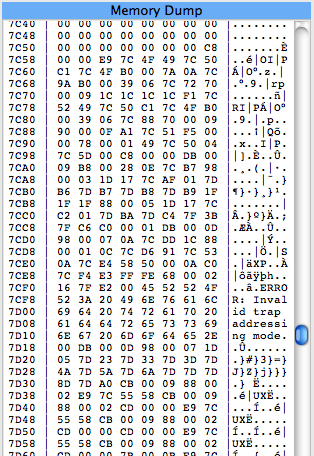 Memory Dump
7C40 | 00 00 00 00 00 00 00 00 |........
7C48 | 00 00 00 00 00 00 00 00 |........
7C50 | 00 00 00 00 00 00 00 C8 |.......È
7C58 | 00 00 E9 7C 4F 49 7C 50 |..é|OI|P
7C60 | C1 7C 4F B0 00 7A 0A 7C |Á|O°.z.|
7C68 | 9A B0 00 39 06 7C 72 70 |.°.9.|rp
7C70 | 00 09 1C 1C 1C 1C F1 7C |......ñ|
7C78 | 52 49 7C 50 C1 7C 4F B0 |RI|PÁ|O°
7C80 | 00 39 06 7C 88 70 00 09 |.9.|.p..
7C88 | 90 00 0F A1 7C 51 F5 00 |...¡|Qõ.
7C90 | 00 78 00 01 49 7C 50 04 |.x..I|P.
7C98 | 7C 5D 00 C8 00 00 DB 00 ||].È..Û.
7CA0 | 09 B8 00 28 0E 7C B7 98 |.¸.(.|·.
7CA8 | 00 03 1D 17 7C AF 01 7D |....|¯.}
7CB0 | B6 7D B7 7D B8 7D B9 1F |¶}·}¸}¹.
7CB8 | 1F 1F 88 00 05 1D 17 7C |.......|
7CC0 | C2 01 7D BA 7D C4 7F 3B |Â.}º}Ä.;
7CC8 | 7F C6 C0 00 01 DB 00 0D |.ÆÀ..Û..
7CD0 | 98 00 07 0A 7C DD 1C 88 |....|Ý..
7CD8 | 00 01 0C 7C D6 91 7C 53 |...|Ö.|S
7CE0 | 0A 7C E4 58 50 00 0A C0 |.|äXP..À
7CE8 | 7C F4 E3 FF FE 68 00 02 ||ôãÿþh..
7CF0 | 16 7F E2 00 45 52 52 4F |..â.ERRO
7CF8 | 52 3A 20 49 6E 76 61 6C |R: Inval
7D00 | 69 64 20 74 72 61 70 20 |id trap
7D08 | 61 64 64 72 65 73 73 69 |addressi
7D10 | 6E 67 20 6D 6F 64 65 2E |ng mode.
7D18 | 00 DB 00 0D 98 00 07 1D |.Û......
7D20 | 05 7D 23 7D 33 7D 3D 7D |.}#}3}=}
7D28 | 4A 7D 5A 7D 6A 7D 7D 7D |J}Z}j}}}
7D30 | 8D 7D A0 CB 00 09 88 00 |.} Ë....
7D38 | 02 E9 7C 55 58 CB 00 09 |.é|UXË..
7D40 | 88 00 02 CD 00 00 E9 7C |...Í..é|
7D48 | 55 58 CB 00 09 88 00 02 |UXË.....
7D50 | CD 00 00 CD 00 00 E9 7C |Í..Í..é|
7D58 | 55 58 CB 00 09 88 00 02 |UXË.....